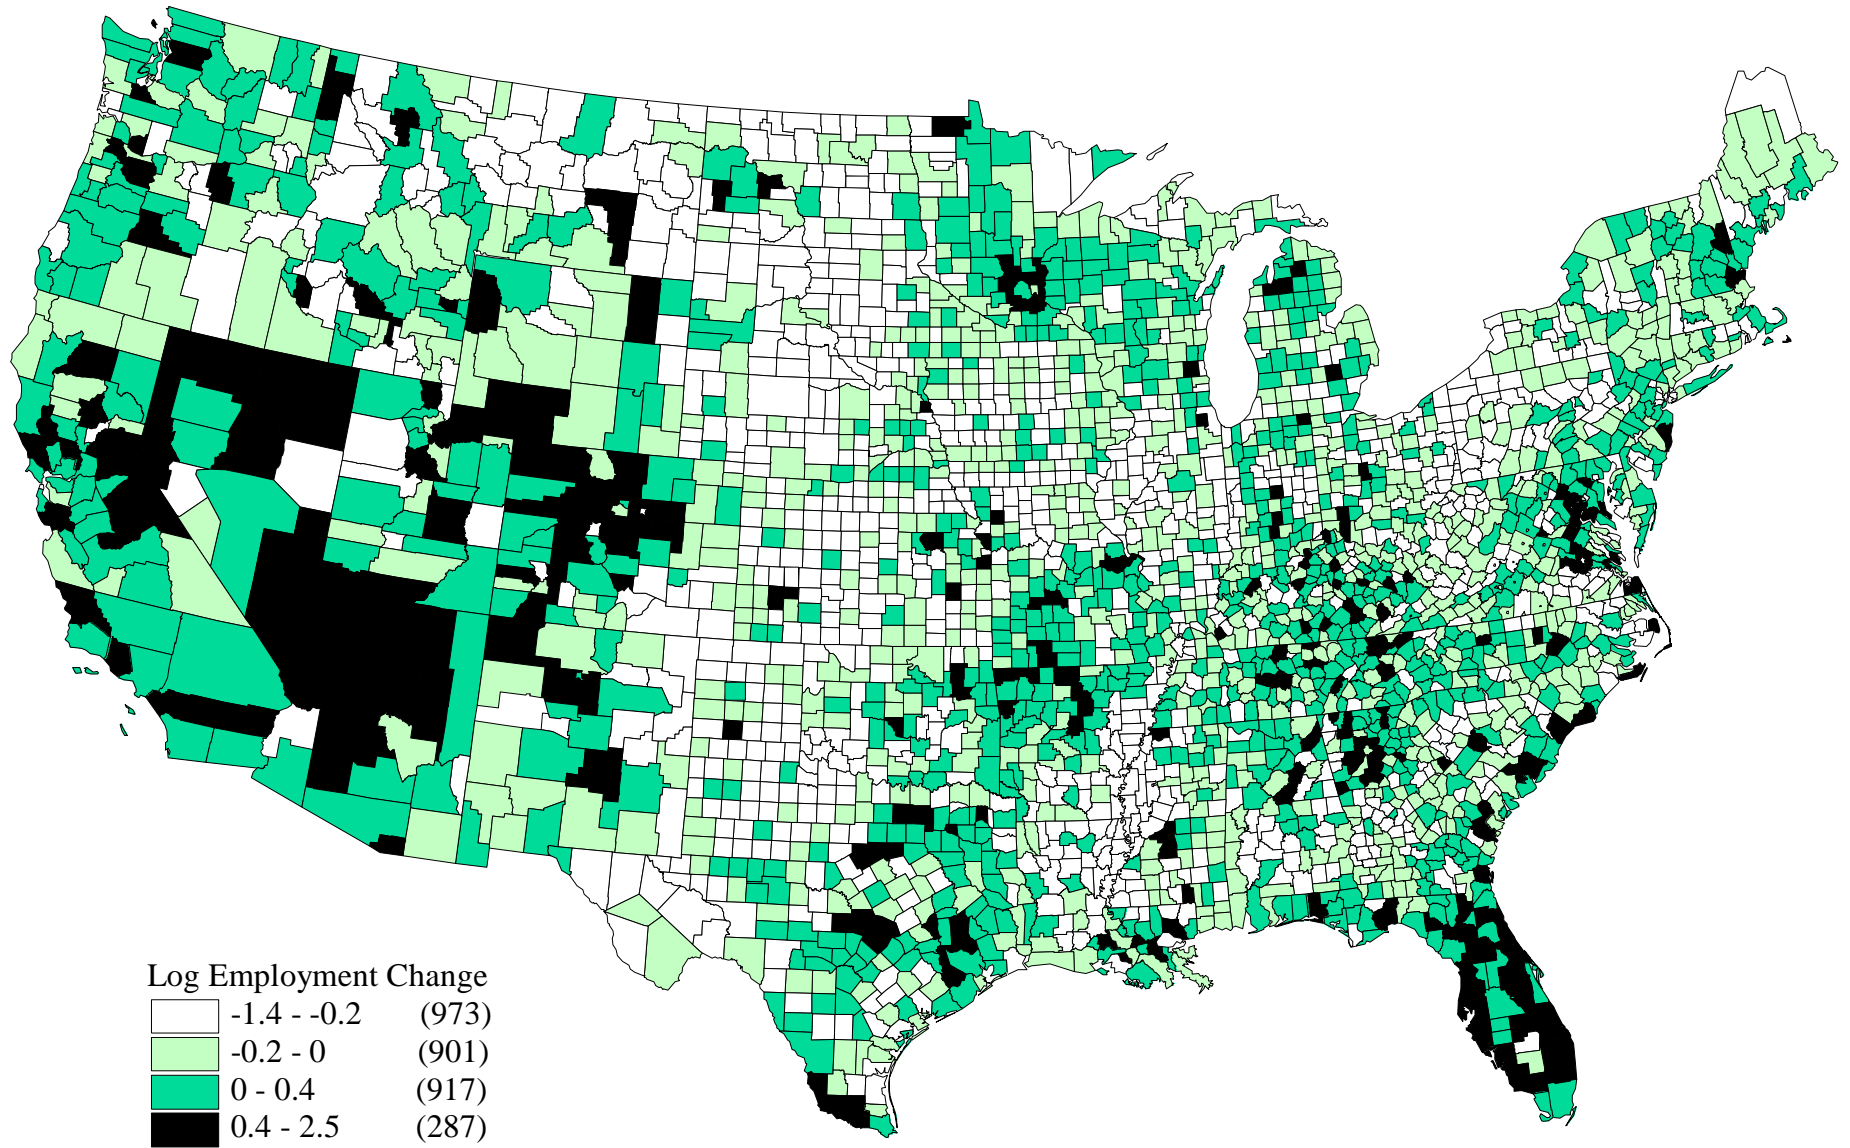 Log Employment Change
-1.4 - -0.2 (973)
-0.2 - 0 (901)
0 - 0.4 (917)
0.4 - 2.5 (287)